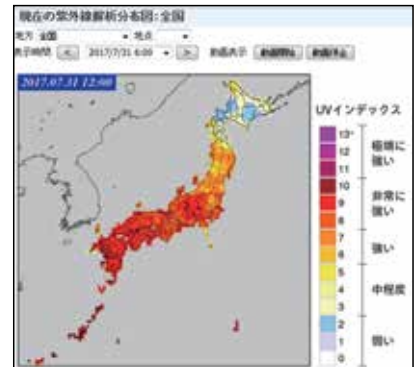 現在の紫外線解析分布図：全国
地方 全国 地点
表示時間 < 2017/7/31 6:00 > 動画表示 動画開始 動画停止
2017.07.31 12:00
UVインデックス
13+
12
11
極端に
強い
10
9
8
非常に
強い
7
6
強い
5
4
3
中程度
2
1
0
弱い